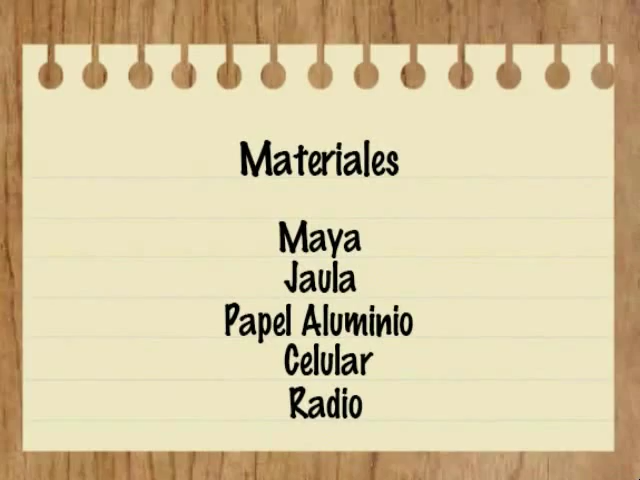 Materiales
Maya
Jaula
Papel Aluminio
Celular
Radio